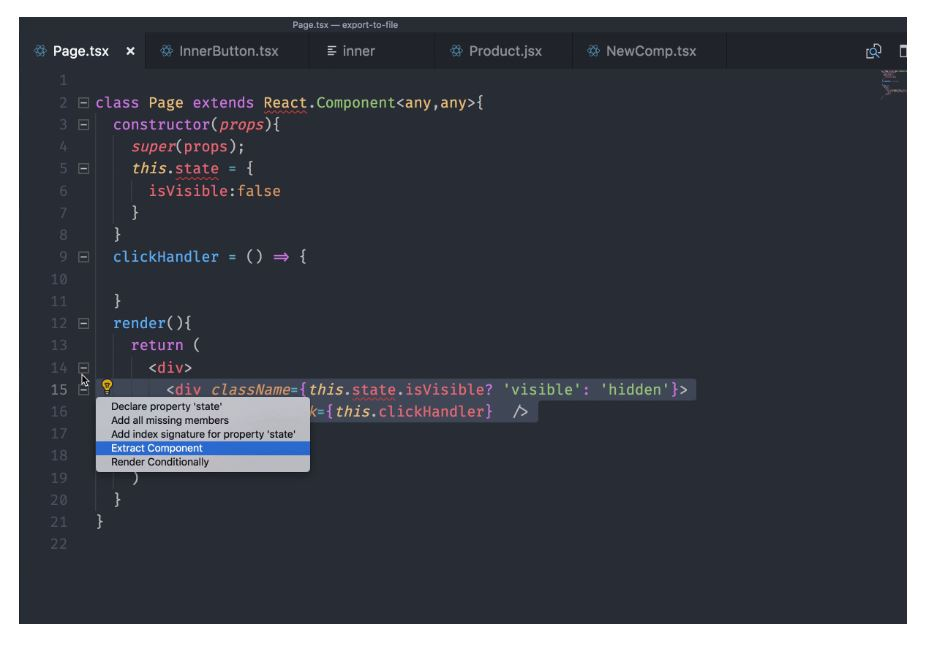 Page.tsx — export-to-file
Page.tsx × InnerButton.tsx inner Product.jsx NewComp.tsx
1
2 class Page extends React.Component<any,any>{
3 constructor(props){
4 super(props);
5 this.state = {
6 isVisible:false
7 }
8 }
9 clickHandler = () ⇒ {
10
11 }
12 render(){
13 return (
14 <div>
15 <div className={this.state.isVisible? 'visible': 'hidden'}>
16 k={this.clickHandler} />
Declare property 'state'
Add all missing members
17 Add index signature for property 'state'
18 Extract Component
Render Conditionally
19 )
20 }
21 }
22